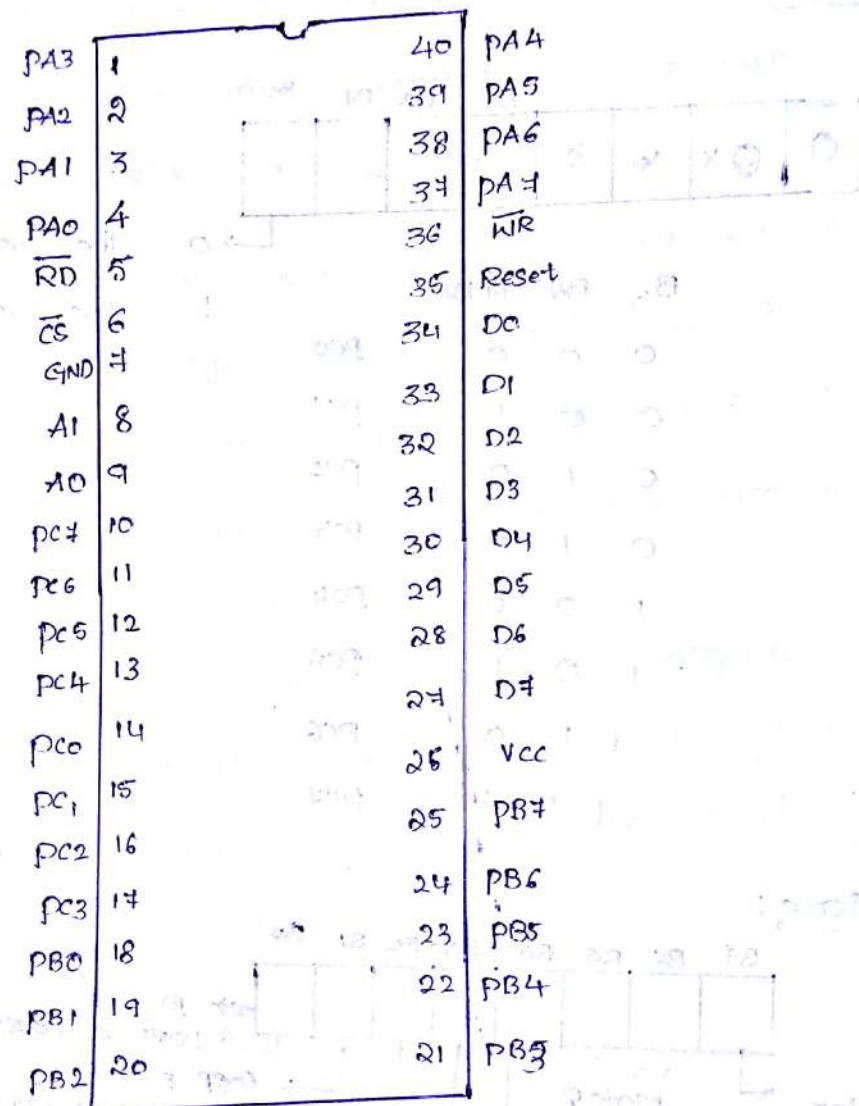 PA3 1 40 PA4
PA2 2 39 PA5
PA1 3 38 PA6
PA0 4 37 PA7
R̅D̅ 5 36 W̅R̅
C̅S̅ 6 35 Reset
GND 7 34 D0
A1 8 33 D1
A0 9 32 D2
PC7 10 31 D3
PC6 11 30 D4
PC5 12 29 D5
PC4 13 28 D6
PC0 14 27 D7
PC1 15 26 VCC
PC2 16 25 PB7
PC3 17 24 PB6
PB0 18 23 PB5
PB1 19 22 PB4
PB2 20 21 PB3